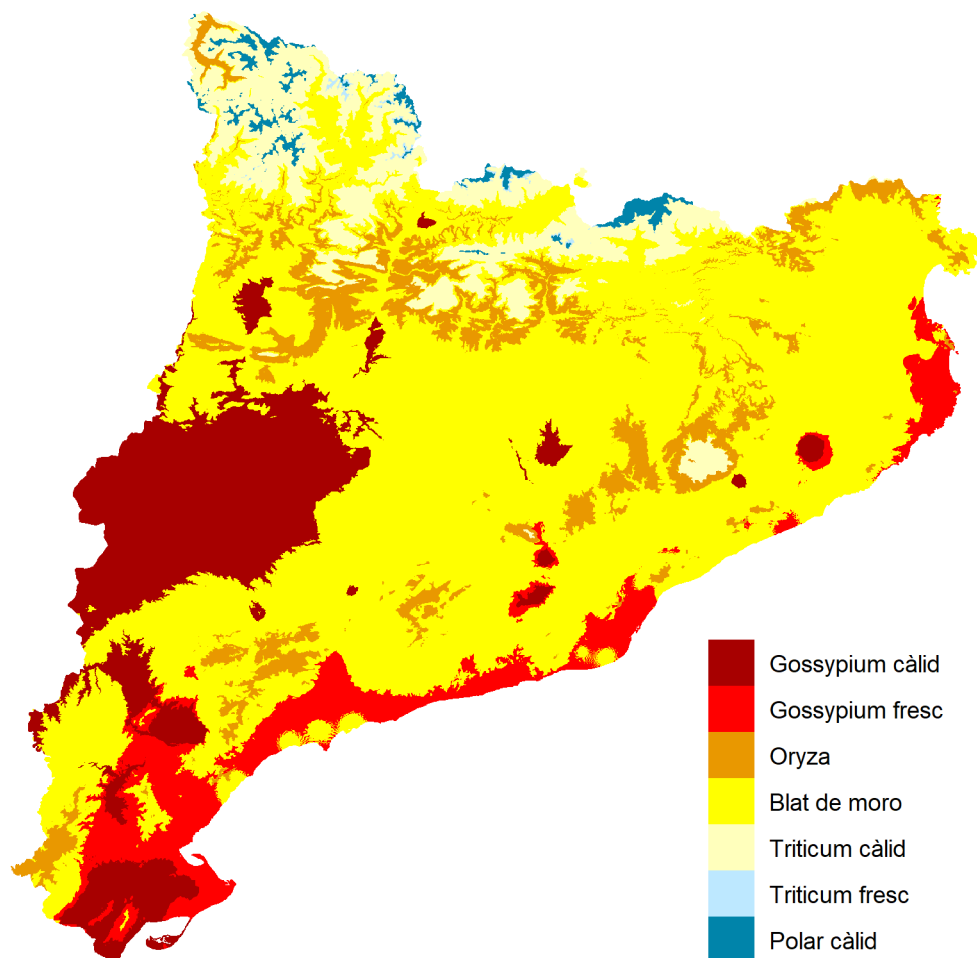 Gossypium càlid
Gossypium fresc
Oryza
Blat de moro
Triticum càlid
Triticum fresc
Polar càlid